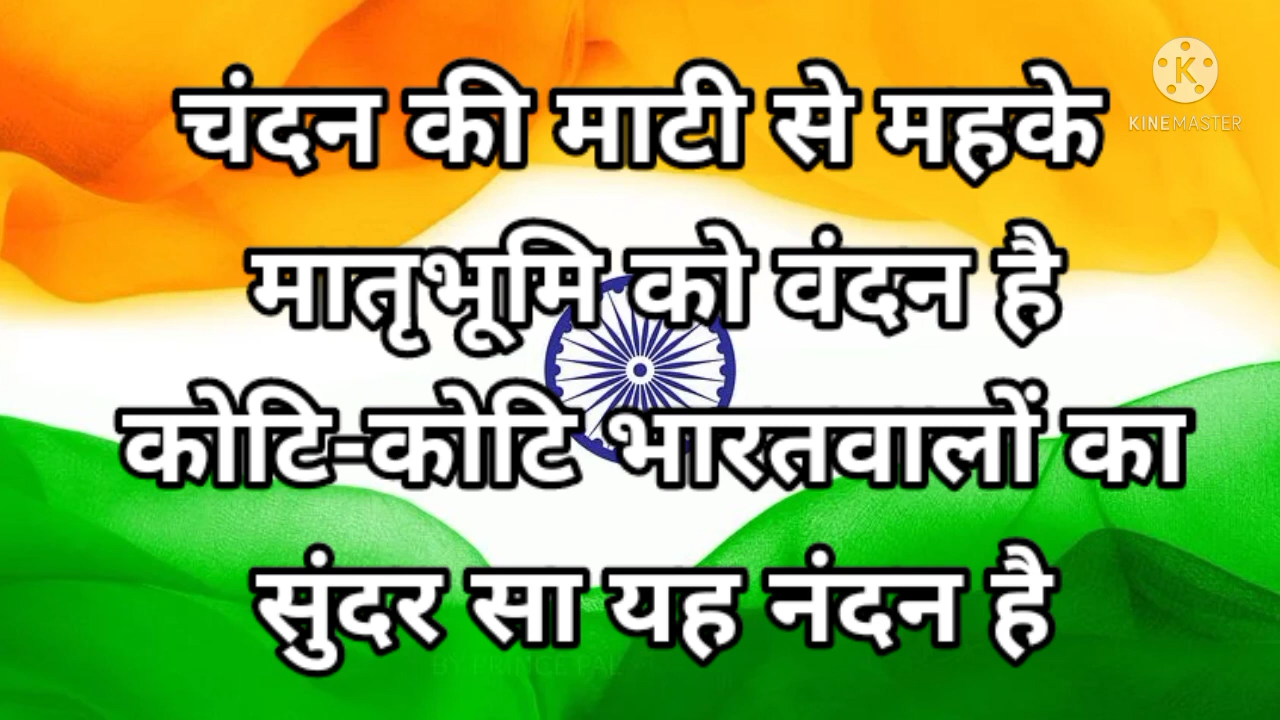 चंदन की माटी से महके
KINEMASTER
मातृभूमि को वंदन है
कोटि-कोटि भारतवालों का
सुंदर सा यह नंदन है